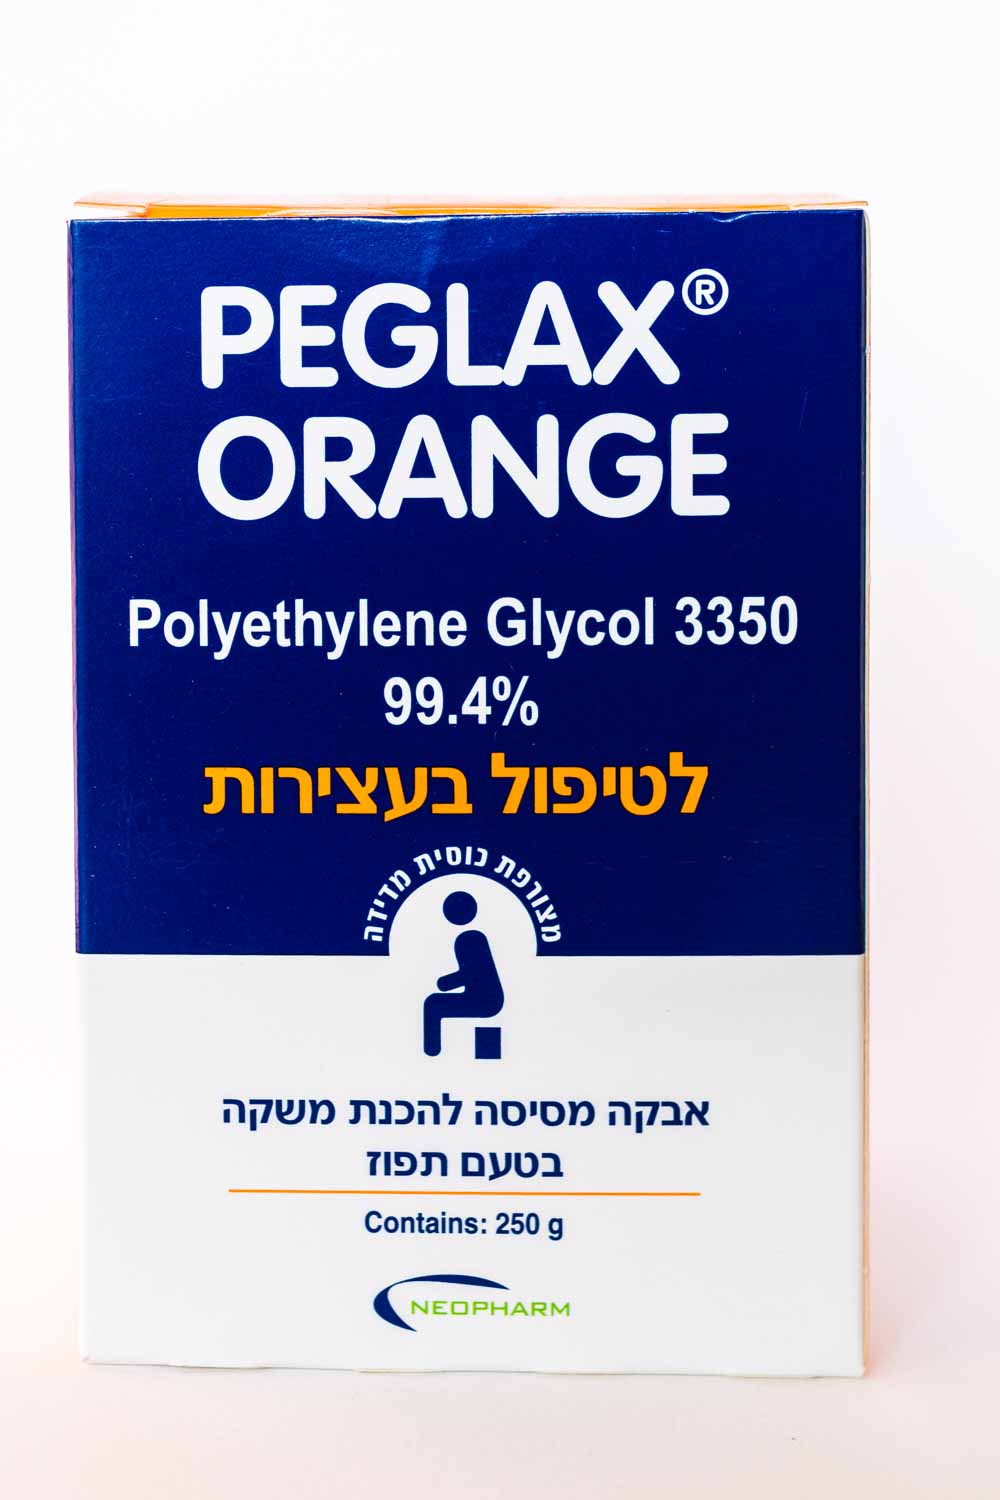 PEGLAX®
ORANGE
Polyethylene Glycol 3350
99.4%
לטיפול בעצירות
מצורפת כוסית מדידה
אבקה מסיסה להכנת משקה
בטעם תפוז
Contains: 250 g
NEOPHARM